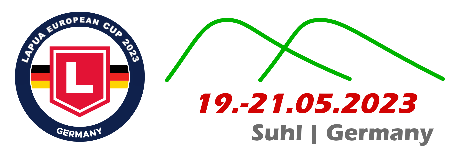 LAPUA EUROPEAN CUP 2023
L
GERMANY
19.-21.05.2023
Suhl | Germany